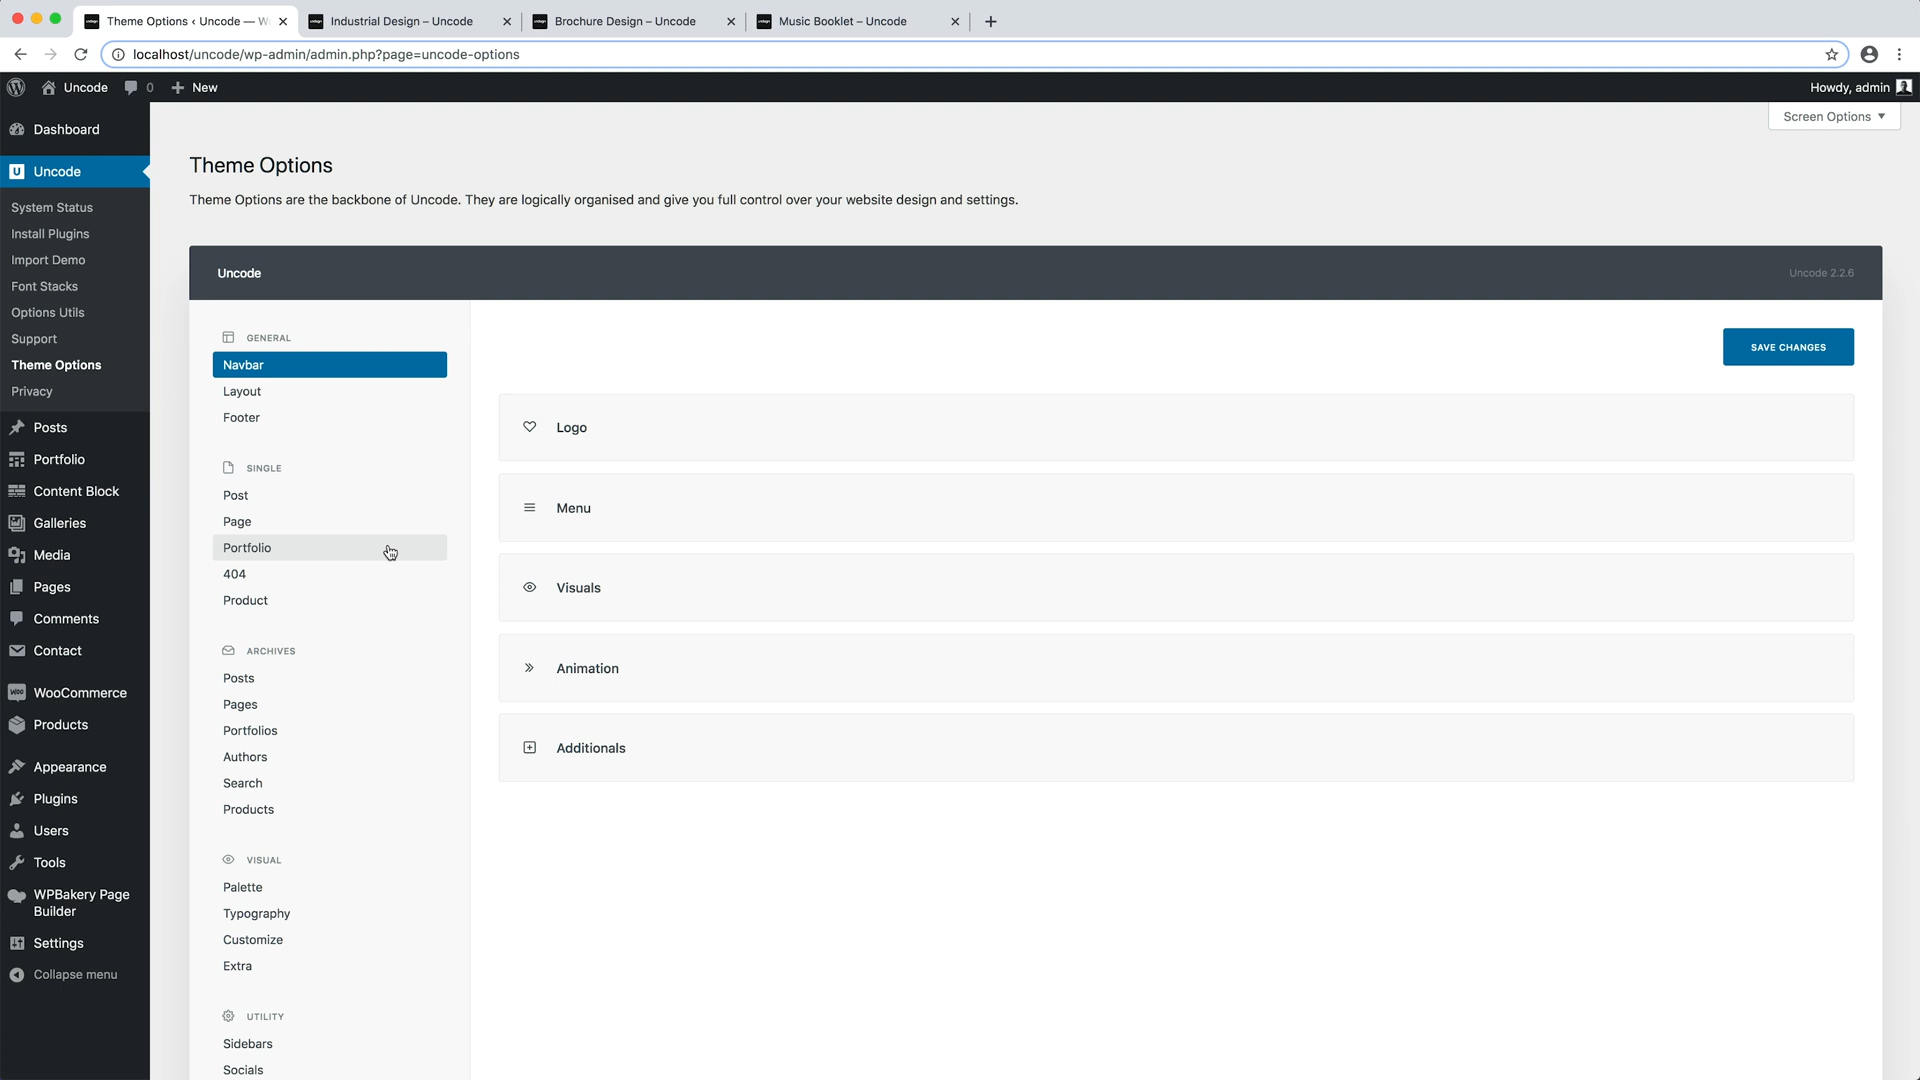 Theme Options ‹ Uncode — W
Industrial Design – Uncode
Brochure Design – Uncode
Music Booklet – Uncode
localhost/uncode/wp-admin/admin.php?page=uncode-options
Uncode
0
New
Howdy, admin
Screen Options
Dashboard
Uncode
System Status
Install Plugins
Import Demo
Font Stacks
Options Utils
Support
Theme Options
Privacy
Posts
Portfolio
Content Block
Galleries
Media
Pages
Comments
Contact
WooCommerce
Products
Appearance
Plugins
Users
Tools
WPBakery Page
Builder
Settings
Collapse menu
Theme Options
Theme Options are the backbone of Uncode. They are logically organised and give you full control over your website design and settings.
Uncode
Uncode 2.2.6
GENERAL
Navbar
Layout
Footer
SINGLE
Post
Page
Portfolio
404
Product
ARCHIVES
Posts
Pages
Portfolios
Authors
Search
Products
VISUAL
Palette
Typography
Customize
Extra
UTILITY
Sidebars
Socials
SAVE CHANGES
Logo
Menu
Visuals
Animation
Additionals